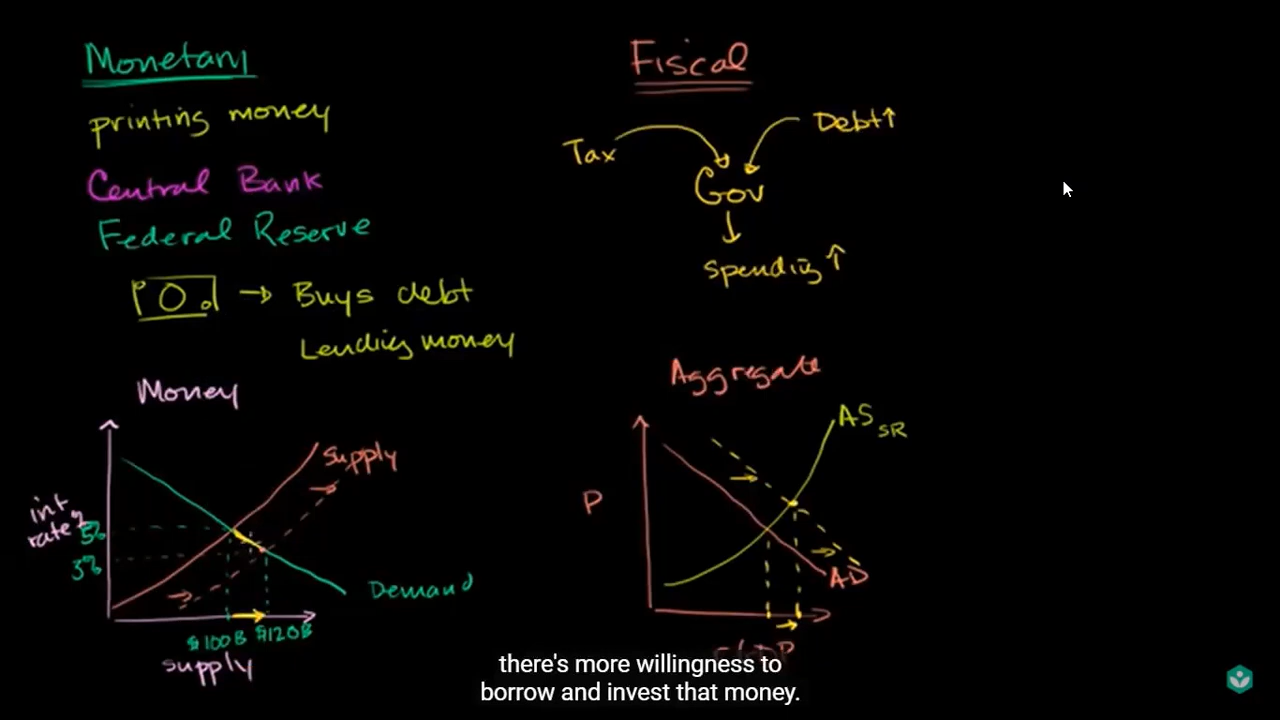 Monetary
printing money
Central Bank
Federal Reserve
→ Buys debt
Lending money
Money
int
rate
5%
3%
supply
Demand
$100B $120B
supply
Fiscal
Tax
Debt↑
Gov
spending ↑
Aggregate
AS SR
P
AD
there's more willingness to
borrow and invest that money.